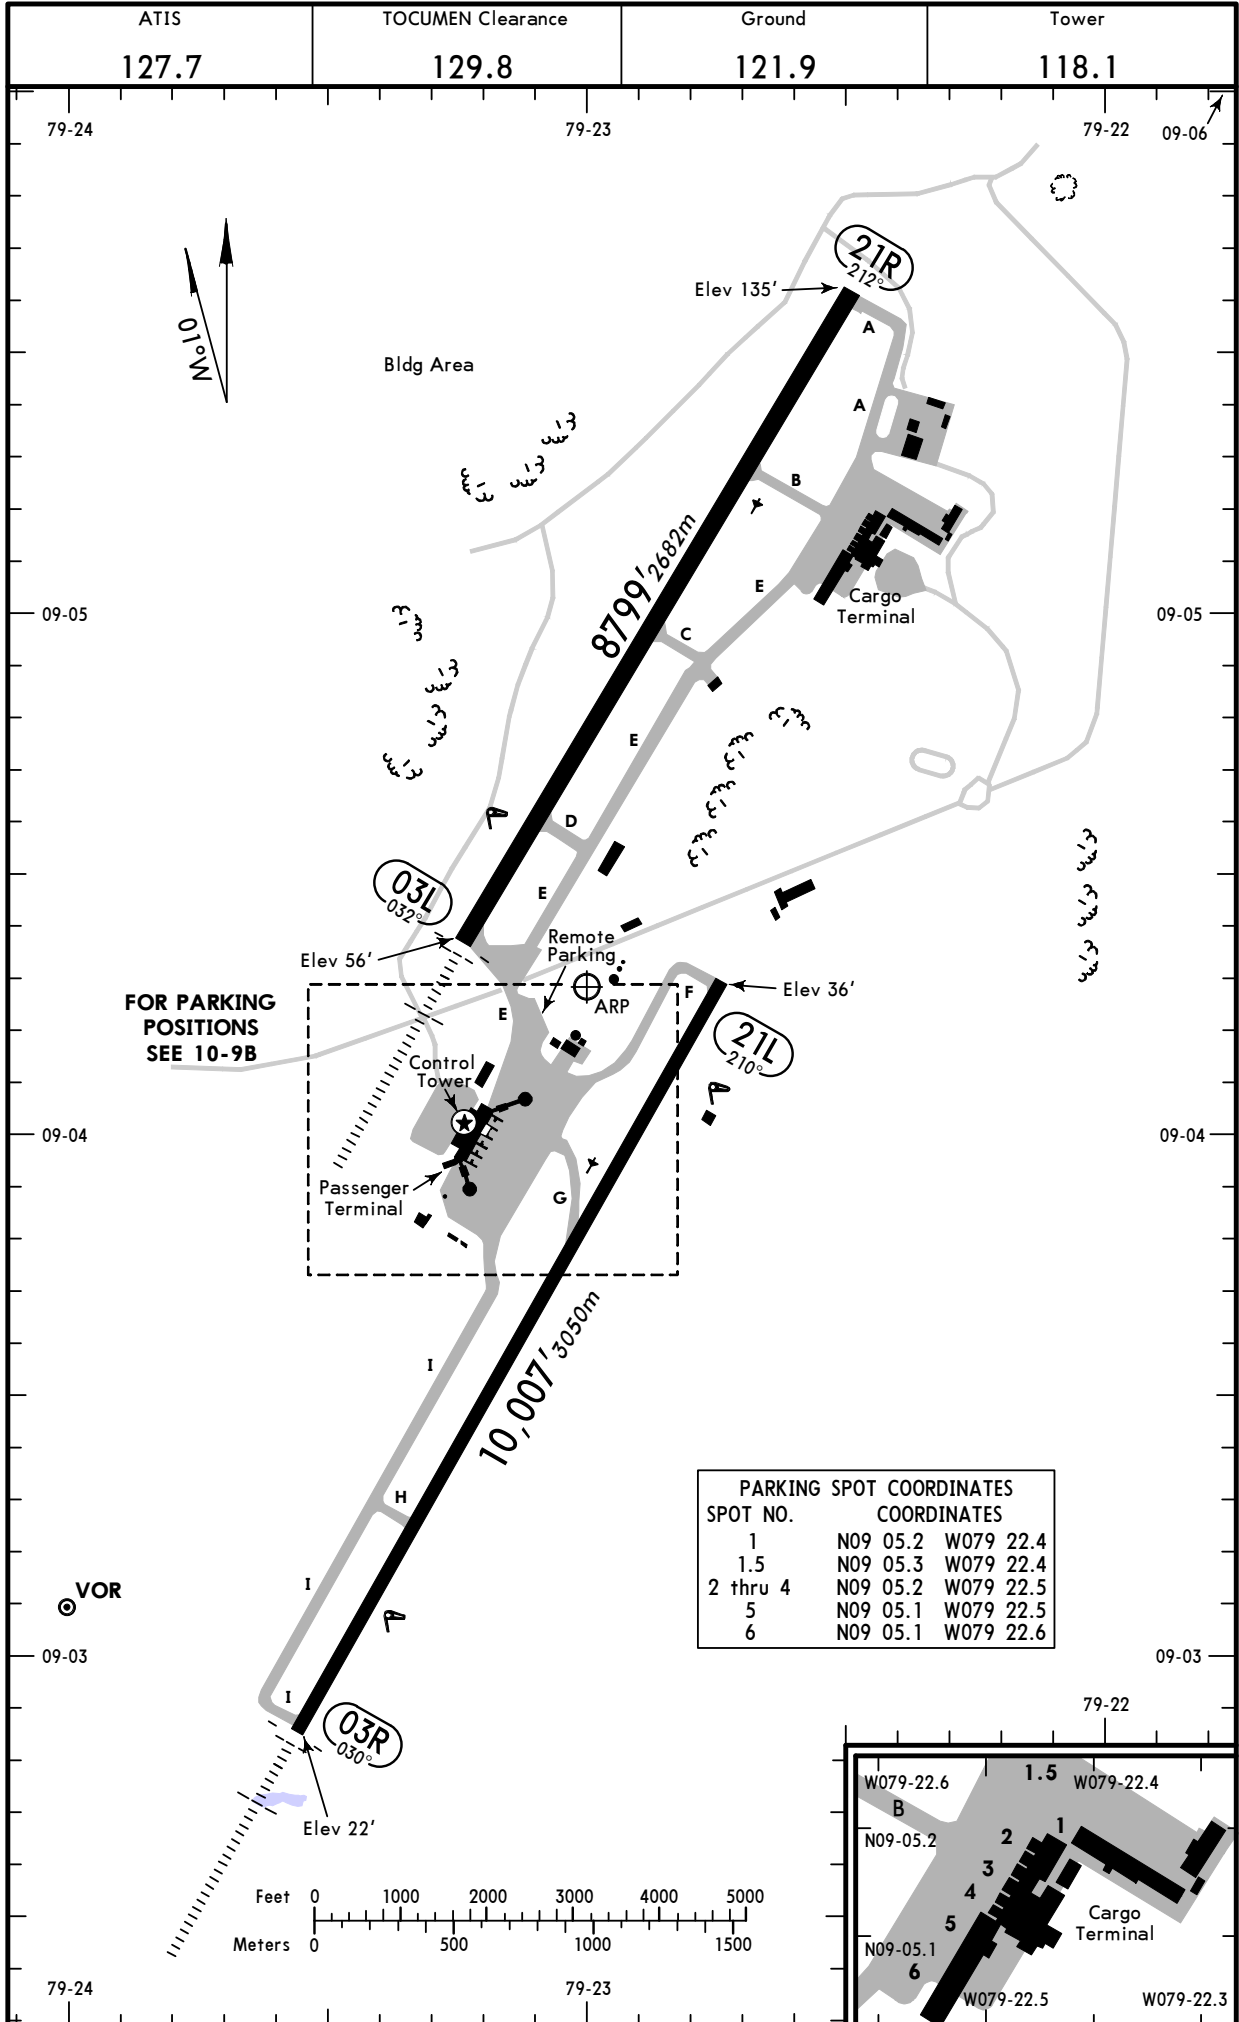 ATIS
TOCUMEN Clearance
Ground
Tower
127.7
129.8
121.9
118.1
79-24
79-23
79-22
09-06
21R
212°
Elev 135'
A
01°W
Bldg Area
A
B
8799' 2682m
E
Cargo
Terminal
09-05
09-05
C
E
D
03L
032°
E
Remote
Parking
Elev 56'
ARP
F
Elev 36'
FOR PARKING
POSITIONS
SEE 10-9B
E
21L
210°
Control
Tower
09-04
09-04
Passenger
Terminal
G
10,007' 3050m
I
H
PARKING SPOT COORDINATES
SPOT NO. COORDINATES
1 N09 05.2 W079 22.4
1.5 N09 05.3 W079 22.4
2 thru 4 N09 05.2 W079 22.5
5 N09 05.1 W079 22.5
6 N09 05.1 W079 22.6
I
VOR
09-03
09-03
I
03R
030°
79-22
Elev 22'
Feet 0 1000 2000 3000 4000 5000
Meters 0 500 1000 1500
79-24
79-23
W079-22.6
1.5
W079-22.4
B
N09-05.2
1
2
3
4
5
Cargo
Terminal
N09-05.1
6
W079-22.5
W079-22.3